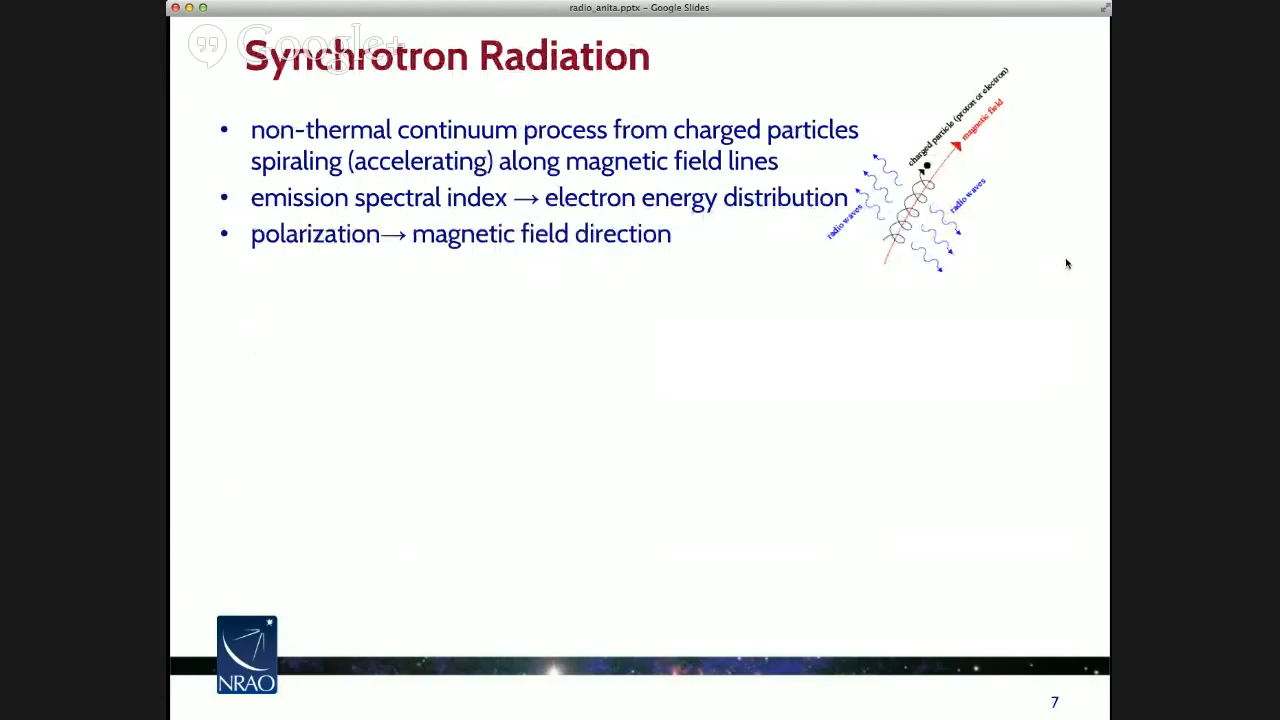 radio_anita.pptx – Google Slides
Google+
Synchrotron Radiation
• non-thermal continuum process from charged particles
spiraling (accelerating) along magnetic field lines
• emission spectral index → electron energy distribution
• polarization→ magnetic field direction
charged particle (proton or electron)
magnetic field
radio waves
radio waves
NRAO
7